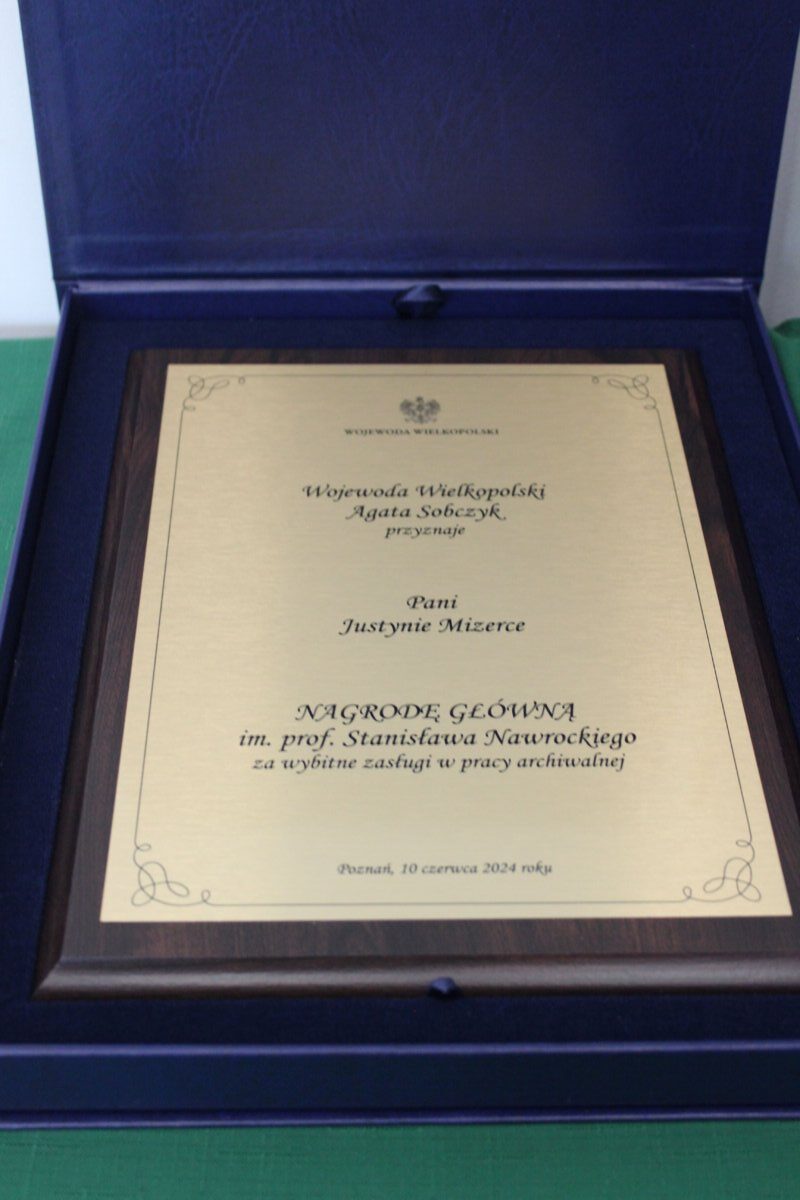 WOJEWODA WIELKOPOLSKI
Wojewoda Wielkopolski
Agata Sobczyk
przyznaje
Pani
Justynie Mizerce
NAGRODĘ GŁÓWNĄ
im. prof. Stanisława Nawrockiego
za wybitne zasługi w pracy archiwalnej
Poznań, 10 czerwca 2024 roku